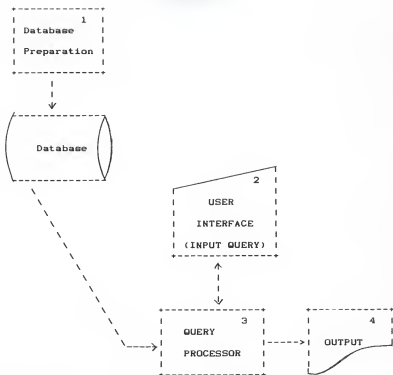 1
Database
Preparation
Database
2
USER
INTERFACE
(INPUT QUERY)
3
QUERY
PROCESSOR
4
OUTPUT